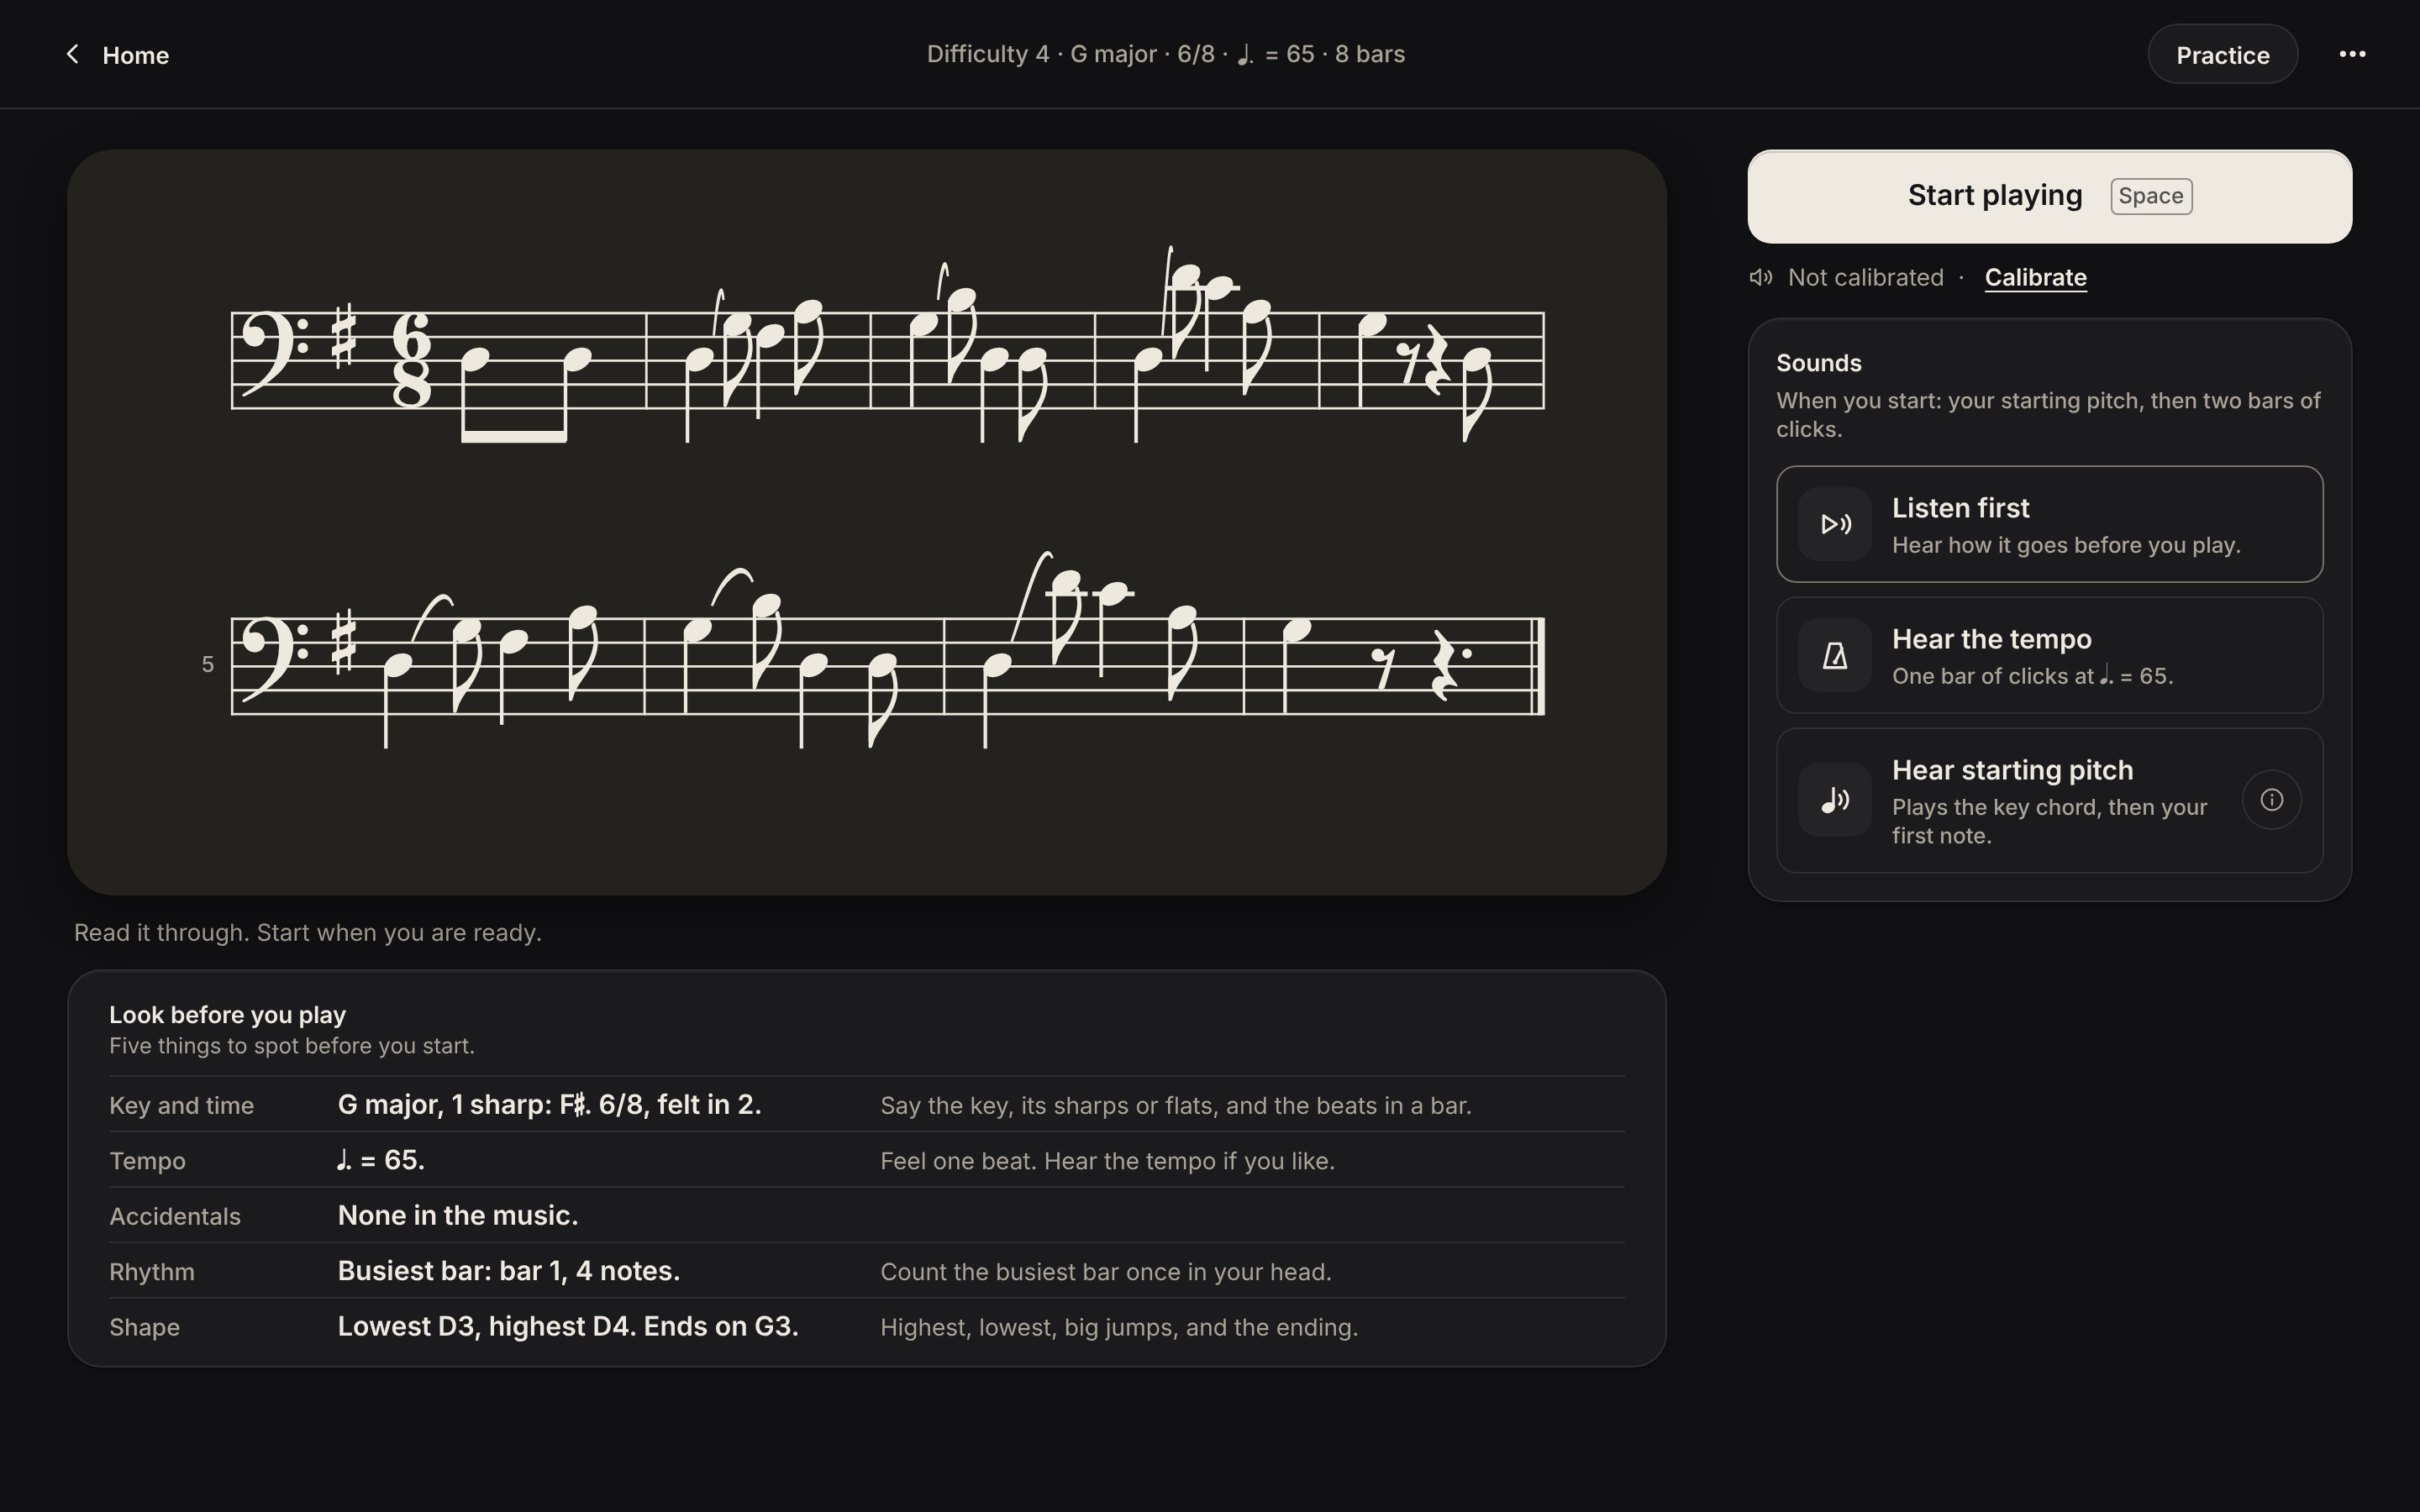 Home
Difficulty 4 · G major · 6/8 · ♩. = 65 · 8 bars
Practice
Start playing Space
Not calibrated · Calibrate
Sounds
When you start: your starting pitch, then two bars of
clicks.
Listen first
Hear how it goes before you play.
Hear the tempo
One bar of clicks at ♩. = 65.
Hear starting pitch
Plays the key chord, then your
first note.
6
8
5
Read it through. Start when you are ready.
Look before you play
Five things to spot before you start.
Key and time G major, 1 sharp: F♯. 6/8, felt in 2. Say the key, its sharps or flats, and the beats in a bar.
Tempo ♩. = 65. Feel one beat. Hear the tempo if you like.
Accidentals None in the music.
Rhythm Busiest bar: bar 1, 4 notes. Count the busiest bar once in your head.
Shape Lowest D3, highest D4. Ends on G3. Highest, lowest, big jumps, and the ending.